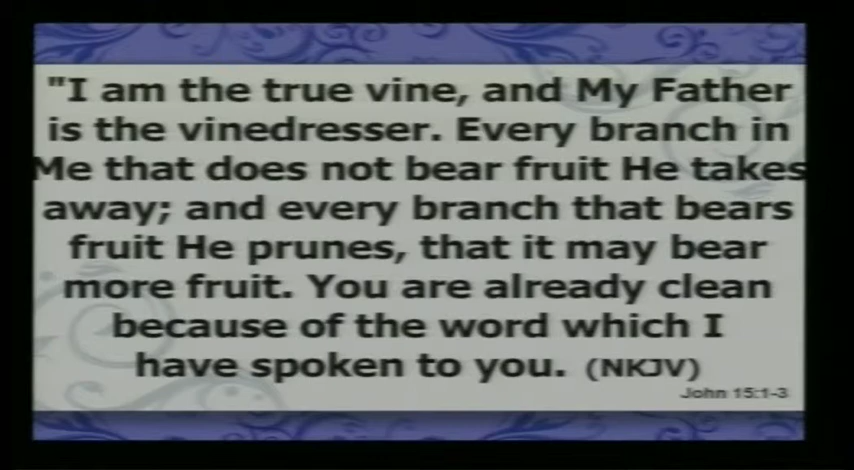 "I am the true vine, and My Father
is the vinedresser. Every branch in
Me that does not bear fruit He takes
away; and every branch that bears
fruit He prunes, that it may bear
more fruit. You are already clean
because of the word which I
have spoken to you. (NKJV)
John 15:1-3